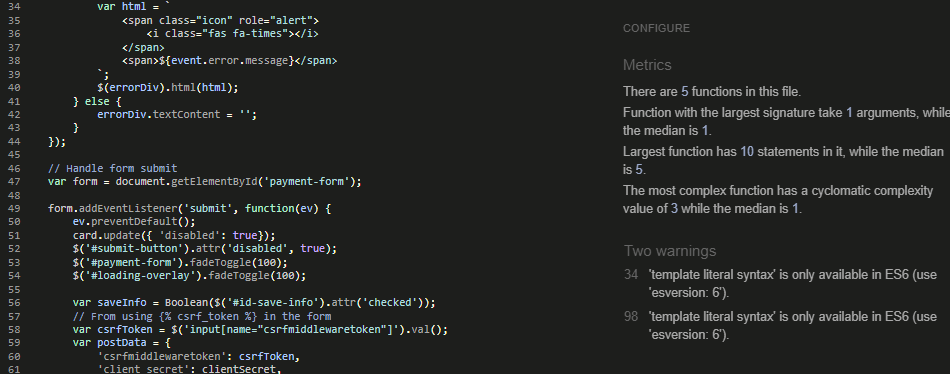 34 var html = `
35 <span class="icon" role="alert">
36 <i class="fas fa-times"></i>
37 </span>
38 <span>${event.error.message}</span>
39 `;
40 $(errorDiv).html(html);
41 } else {
42 errorDiv.textContent = '';
43 }
44 });
45
46 // Handle form submit
47 var form = document.getElementById('payment-form');
48
49 form.addEventListener('submit', function(ev) {
50 ev.preventDefault();
51 card.update({ 'disabled': true});
52 $('#submit-button').attr('disabled', true);
53 $('#payment-form').fadeToggle(100);
54 $('#loading-overlay').fadeToggle(100);
55
56 var saveInfo = Boolean($('#id-save-info').attr('checked'));
57 // From using {% csrf_token %} in the form
58 var csrfToken = $('input[name="csrfmiddlewaretoken"]').val();
59 var postData = {
60 'csrfmiddlewaretoken': csrfToken,
61 'client_secret': clientSecret,
CONFIGURE
Metrics
There are 5 functions in this file.
Function with the largest signature take 1 arguments, while
the median is 1.
Largest function has 10 statements in it, while the median
is 5.
The most complex function has a cyclomatic complexity
value of 3 while the median is 1.
Two warnings
34 'template literal syntax' is only available in ES6 (use
'esversion: 6').
98 'template literal syntax' is only available in ES6 (use
'esversion: 6').